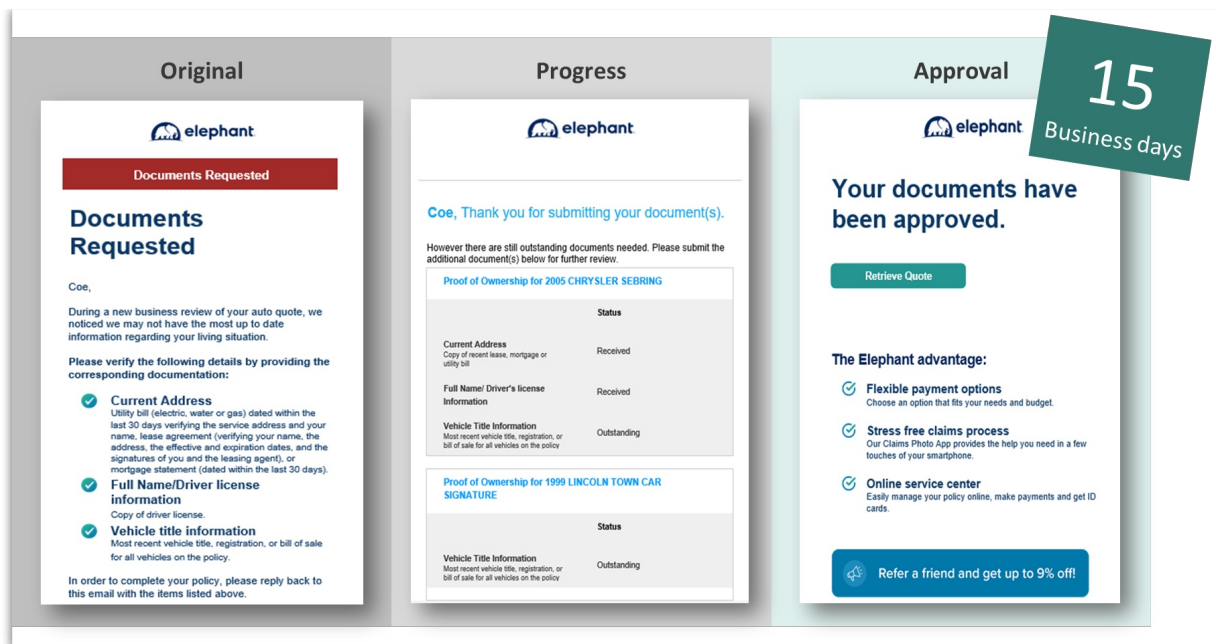 Original
elephant
Documents Requested
Documents
Requested
Coe,
During a new business review of your auto quote, we
noticed we may not have the most up to date
information regarding your living situation.
Please verify the following details by providing the
corresponding documentation:
Current Address
Utility bill (electric, water or gas) dated within the
last 30 days verifying the service address and your
name, lease agreement (verifying your name, the
address, the effective and expiration dates, and the
signatures of you and the leasing agent), or
mortgage statement (dated within the last 30 days).
Full Name/Driver license
information
Copy of driver license.
Vehicle title information
Most recent vehicle title, registration, or bill of sale
for all vehicles on the policy.
In order to complete your policy, please reply back to
this email with the items listed above.
Progress
elephant
Coe, Thank you for submitting your document(s).
However there are still outstanding documents needed. Please submit the
additional document(s) below for further review.
Proof of Ownership for 2005 CHRYSLER SEBRING
Status
Current Address
Copy of recent lease, mortgage or
utility bill
Received
Full Name/ Driver's license
Information
Received
Vehicle Title Information
Most recent vehicle title, registration, or
bill of sale for all vehicles on the policy
Outstanding
Proof of Ownership for 1999 LINCOLN TOWN CAR
SIGNATURE
Status
Vehicle Title Information
Most recent vehicle title, registration, or
bill of sale for all vehicles on the policy
Outstanding
Approval
15
Business days
elephant
Your documents have
been approved.
Retrieve Quote
The Elephant advantage:
Flexible payment options
Choose an option that fits your needs and budget.
Stress free claims process
Our Claims Photo App provides the help you need in a few
touches of your smartphone.
Online service center
Easily manage your policy online, make payments and get ID
cards.
Refer a friend and get up to 9% off!